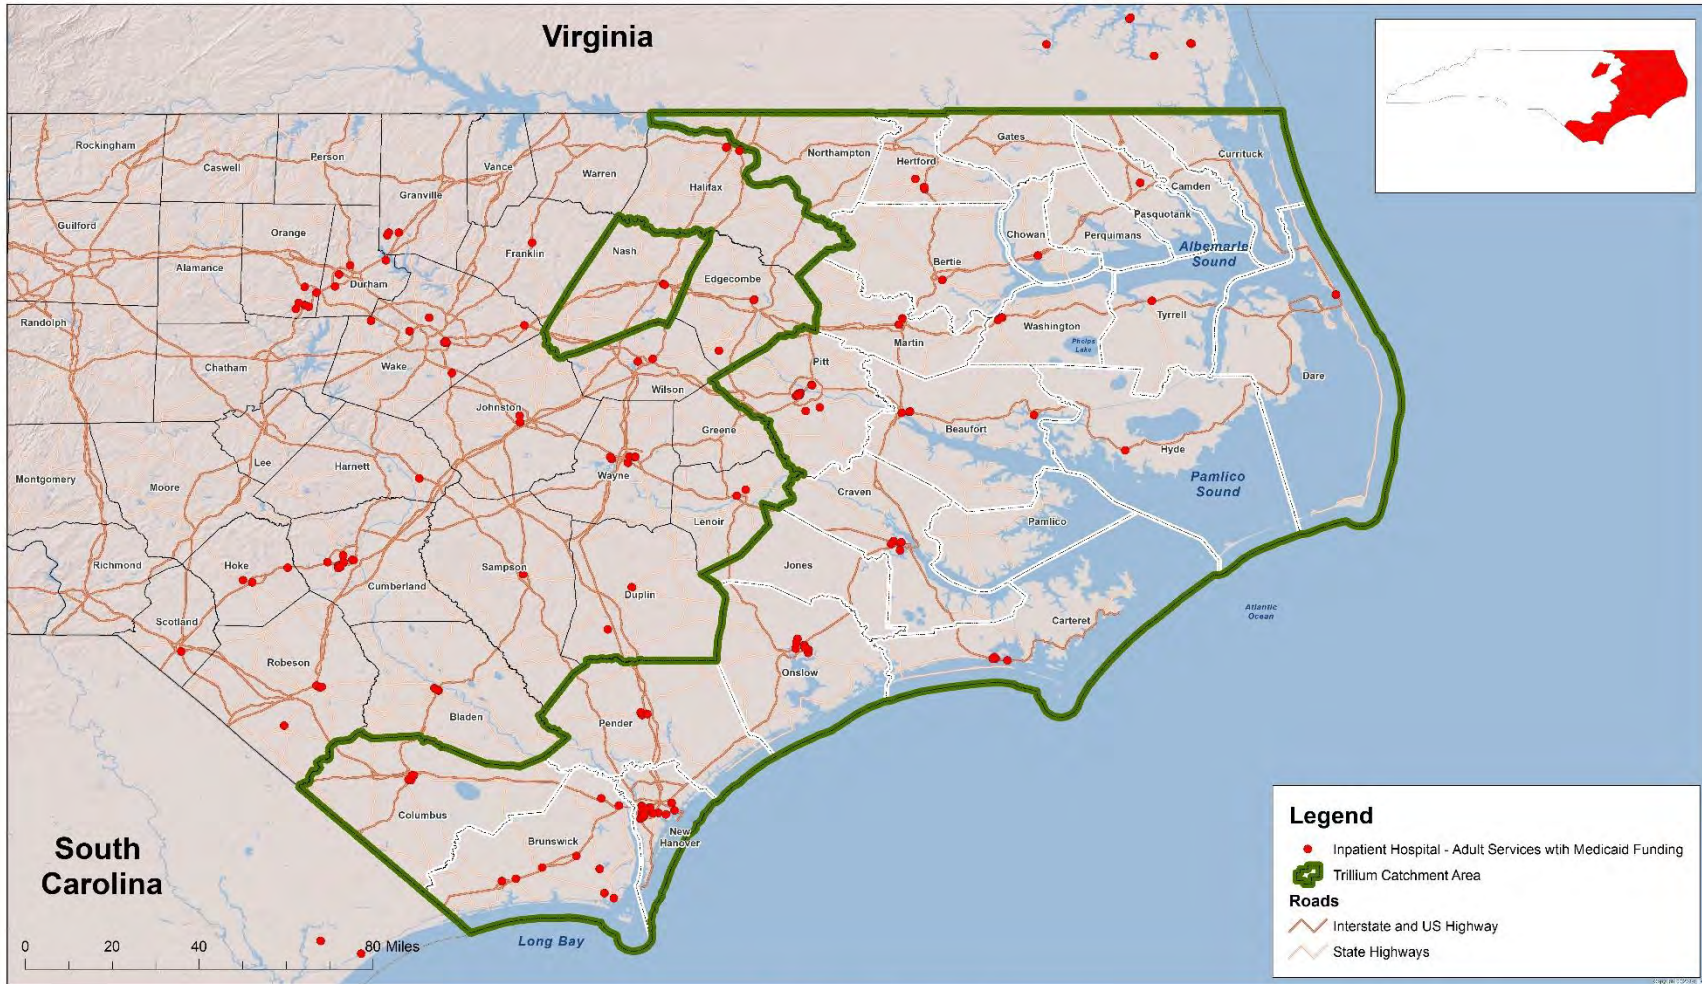 Virginia
Rockingham
Caswell
Person
Granville
Vance
Warren
Northampton
Hertford
Gates
Currituck
Halifax
Camden
Pasquotank
Perquimans
Chowan
Guilford
Orange
Alamance
Durham
Franklin
Nash
Edgecombe
Bertie
Albemarle
Sound
Randolph
Chatham
Wake
Martin
Washington
Tyrrell
Phelps
Lake
Dare
Pitt
Wilson
Johnston
Greene
Beaufort
Hyde
Pamlico
Sound
Montgomery
Moore
Lee
Harnett
Wayne
Craven
Lenoir
Pamlico
Richmond
Hoke
Cumberland
Sampson
Duplin
Jones
Scotland
Carteret
Atlantic
Ocean
Robeson
Onslow
Bladen
Pender
Columbus
Brunswick
New
Hanover
South
Carolina
Long Bay
0 20 40 80 Miles
Legend
Inpatient Hospital - Adult Services wtih Medicaid Funding
Trillium Catchment Area
Roads
Interstate and US Highway
State Highways